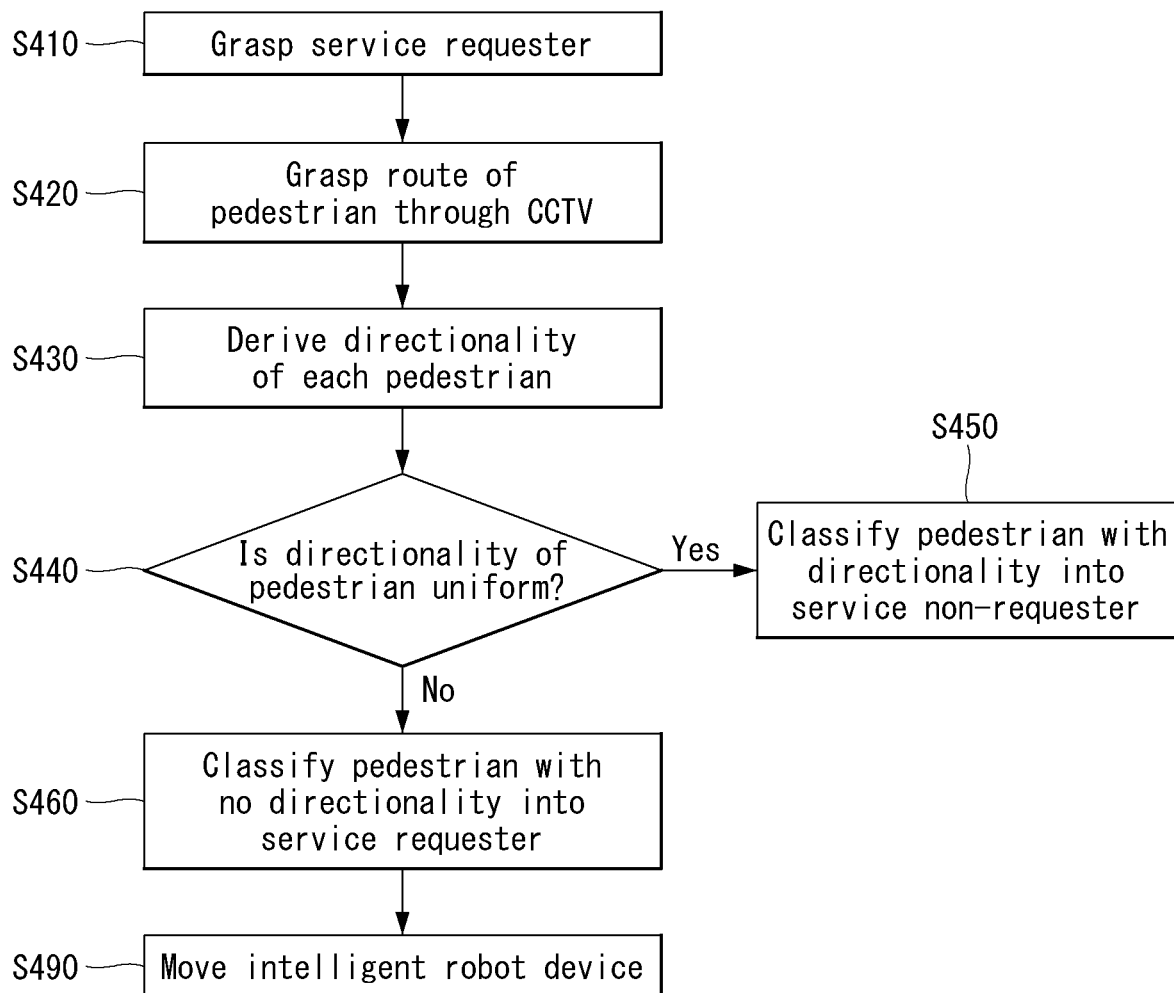 S410
Grasp service requester
S420
Grasp route of
pedestrian through CCTV
S430
Derive directionality
of each pedestrian
S450
S440
Is directionality of
pedestrian uniform?
Yes
Classify pedestrian with
directionality into
service non-requester
No
S460
Classify pedestrian with
no directionality into
service requester
S490
Move intelligent robot device